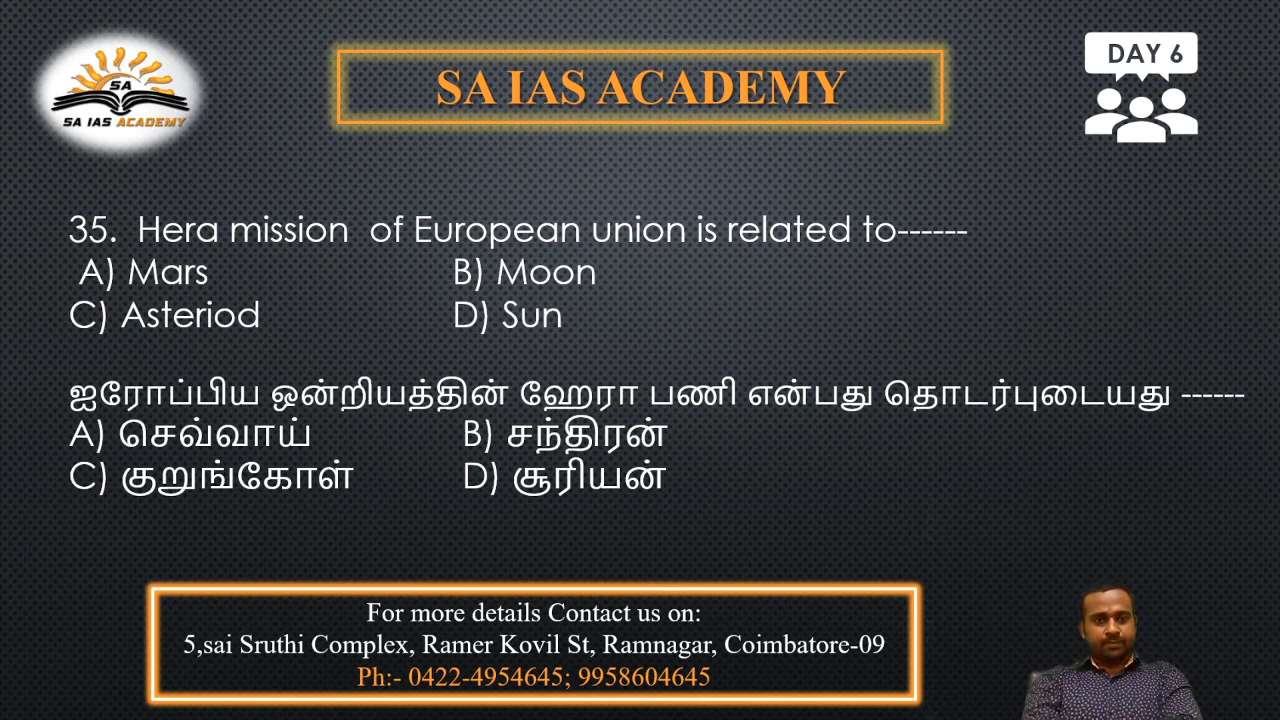 SA
SA IAS ACADEMY
SA IAS ACADEMY
DAY 6
35. Hera mission of European union is related to------
A) Mars B) Moon
C) Asteriod D) Sun
ஐரோப்பிய ஒன்றியத்தின் ஹேரா பணி என்பது தொடர்புடையது ------
A) செவ்வாய் B) சந்திரன்
C) குறுங்கோள் D) சூரியன்
For more details Contact us on:
5,sai Sruthi Complex, Ramer Kovil St, Ramnagar, Coimbatore-09
Ph:- 0422-4954645; 9958604645